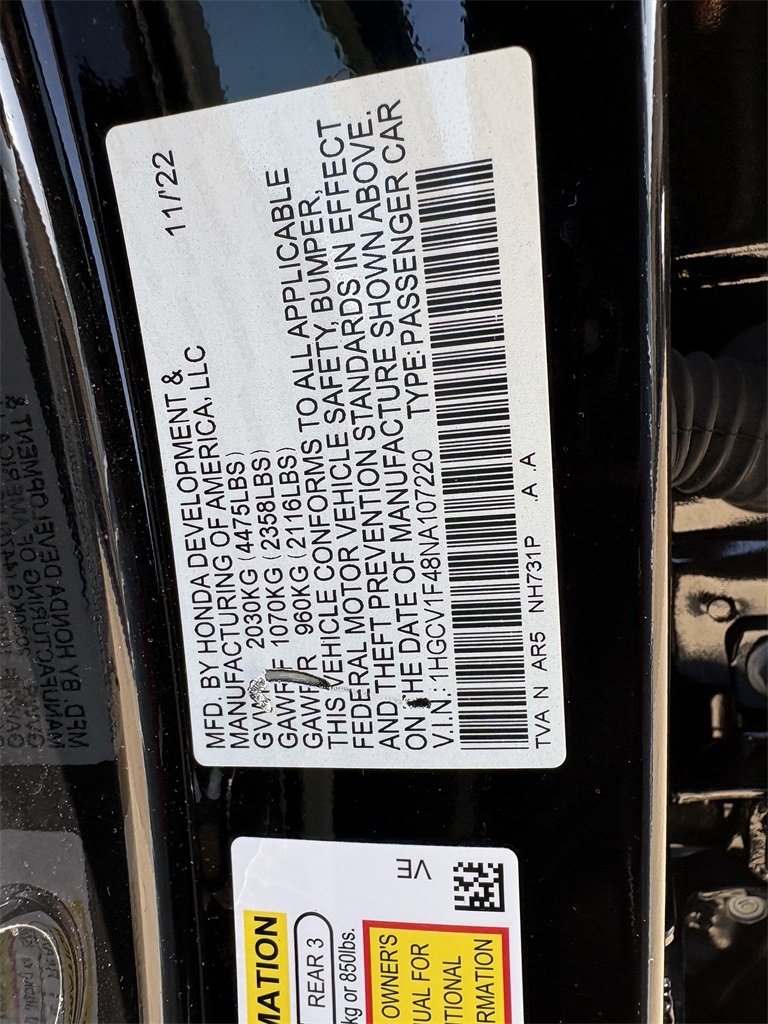 MFD. BY HONDA DEVELOPMENT & 11/'22
MANUFACTURING OF AMERICA, LLC
2030KG (4475LBS)
GAWR F 1070KG (2358LBS)
GAWR R 960KG (2116LBS)
THIS VEHICLE CONFORMS TO ALL APPLICABLE
FEDERAL MOTOR VEHICLE SAFETY, BUMPER,
AND THEFT PREVENTION STANDARDS IN EFFECT
ON THE DATE OF MANUFACTURE SHOWN ABOVE.
V.I.N.: 1HGCV1F48NA107220 TYPE:PASSENGER CAR
TVA N AR5 NH731P .A .A
VE
MATION
REAR 3
kg or 850lbs.
OWNER'S
UAL FOR
TIONAL
RMATION